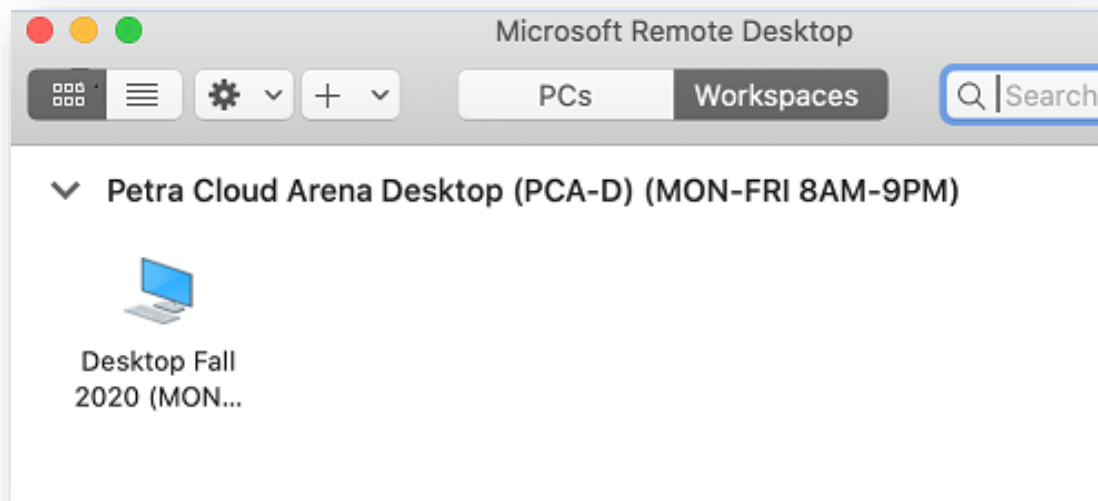 Microsoft Remote Desktop
PCs
Workspaces
Search
Petra Cloud Arena Desktop (PCA-D) (MON-FRI 8AM-9PM)
Desktop Fall
2020 (MON...